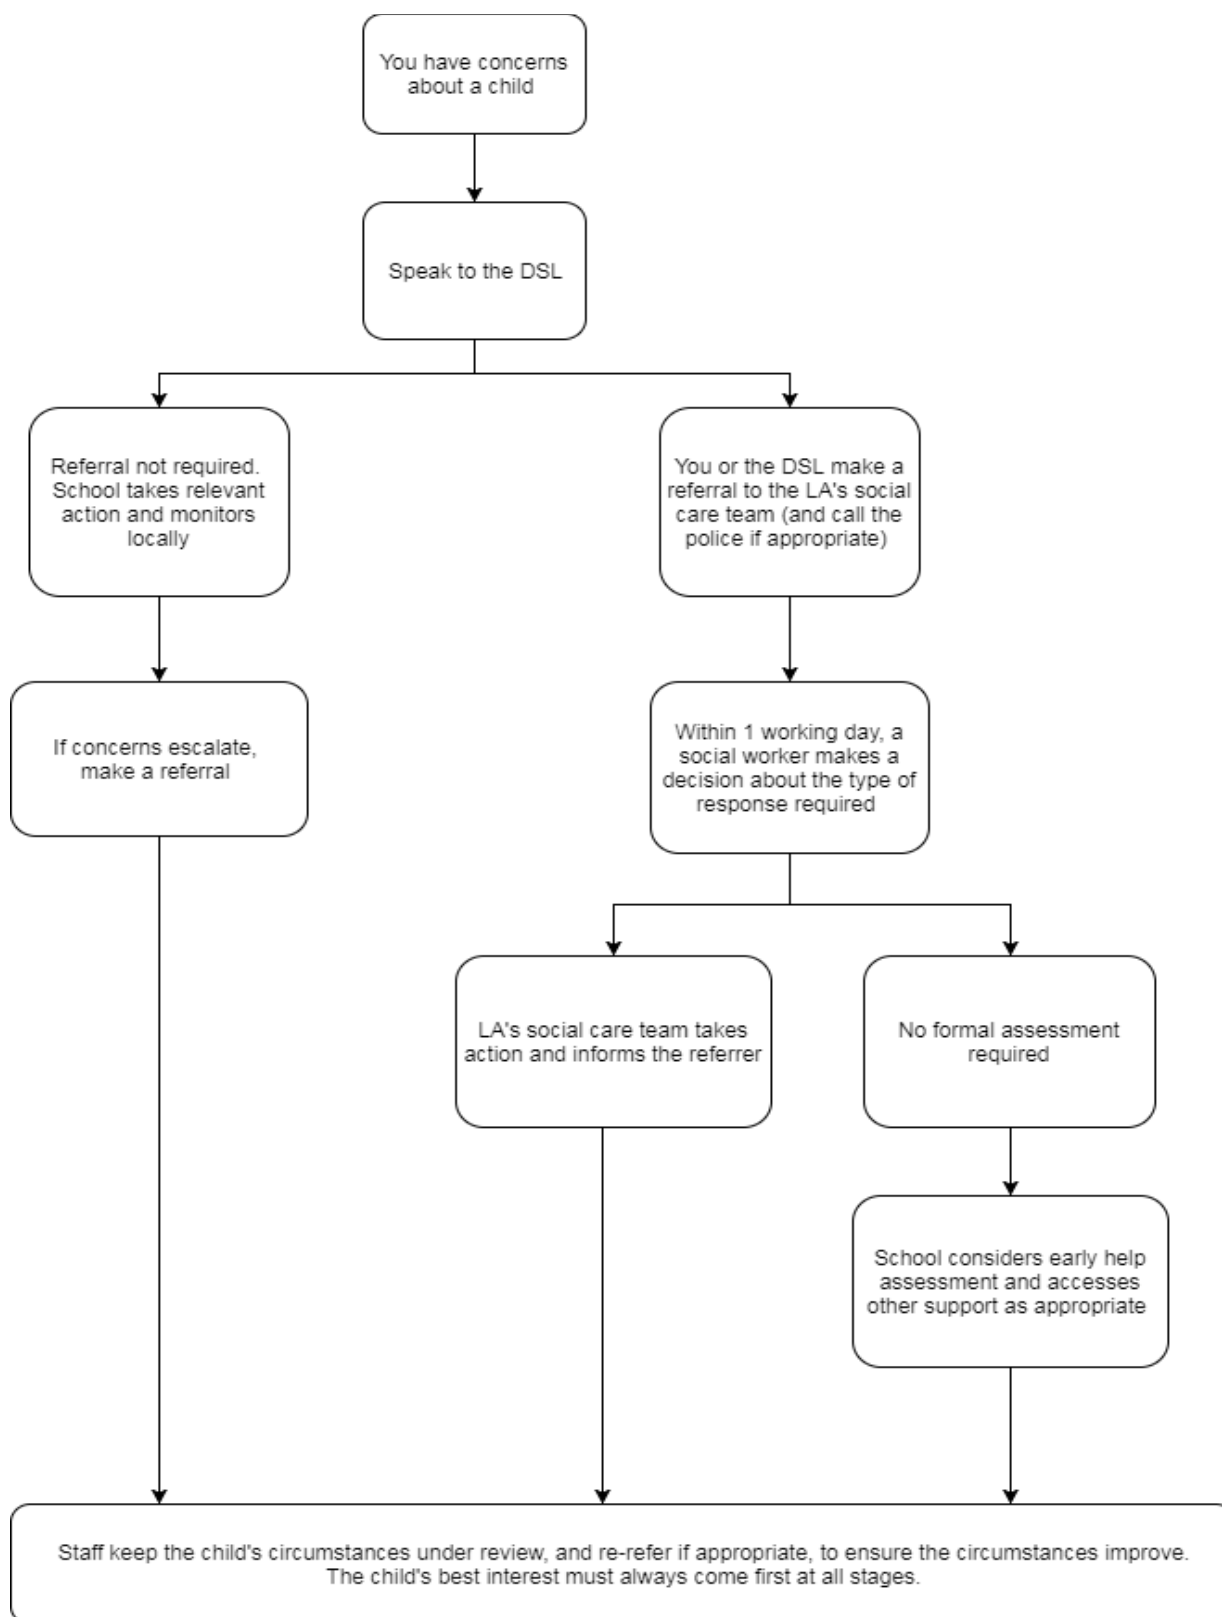 You have concerns
about a child
Speak to the DSL
Referral not required.
School takes relevant
action and monitors
locally
You or the DSL make a
referral to the LA's social
care team (and call the
police if appropriate)
If concerns escalate,
make a referral
Within 1 working day, a
social worker makes a
decision about the type of
response required
LA's social care team takes
action and informs the referrer
No formal assessment
required
School considers early help
assessment and accesses
other support as appropriate
Staff keep the child's circumstances under review, and re-refer if appropriate, to ensure the circumstances improve.
The child's best interest must always come first at all stages.